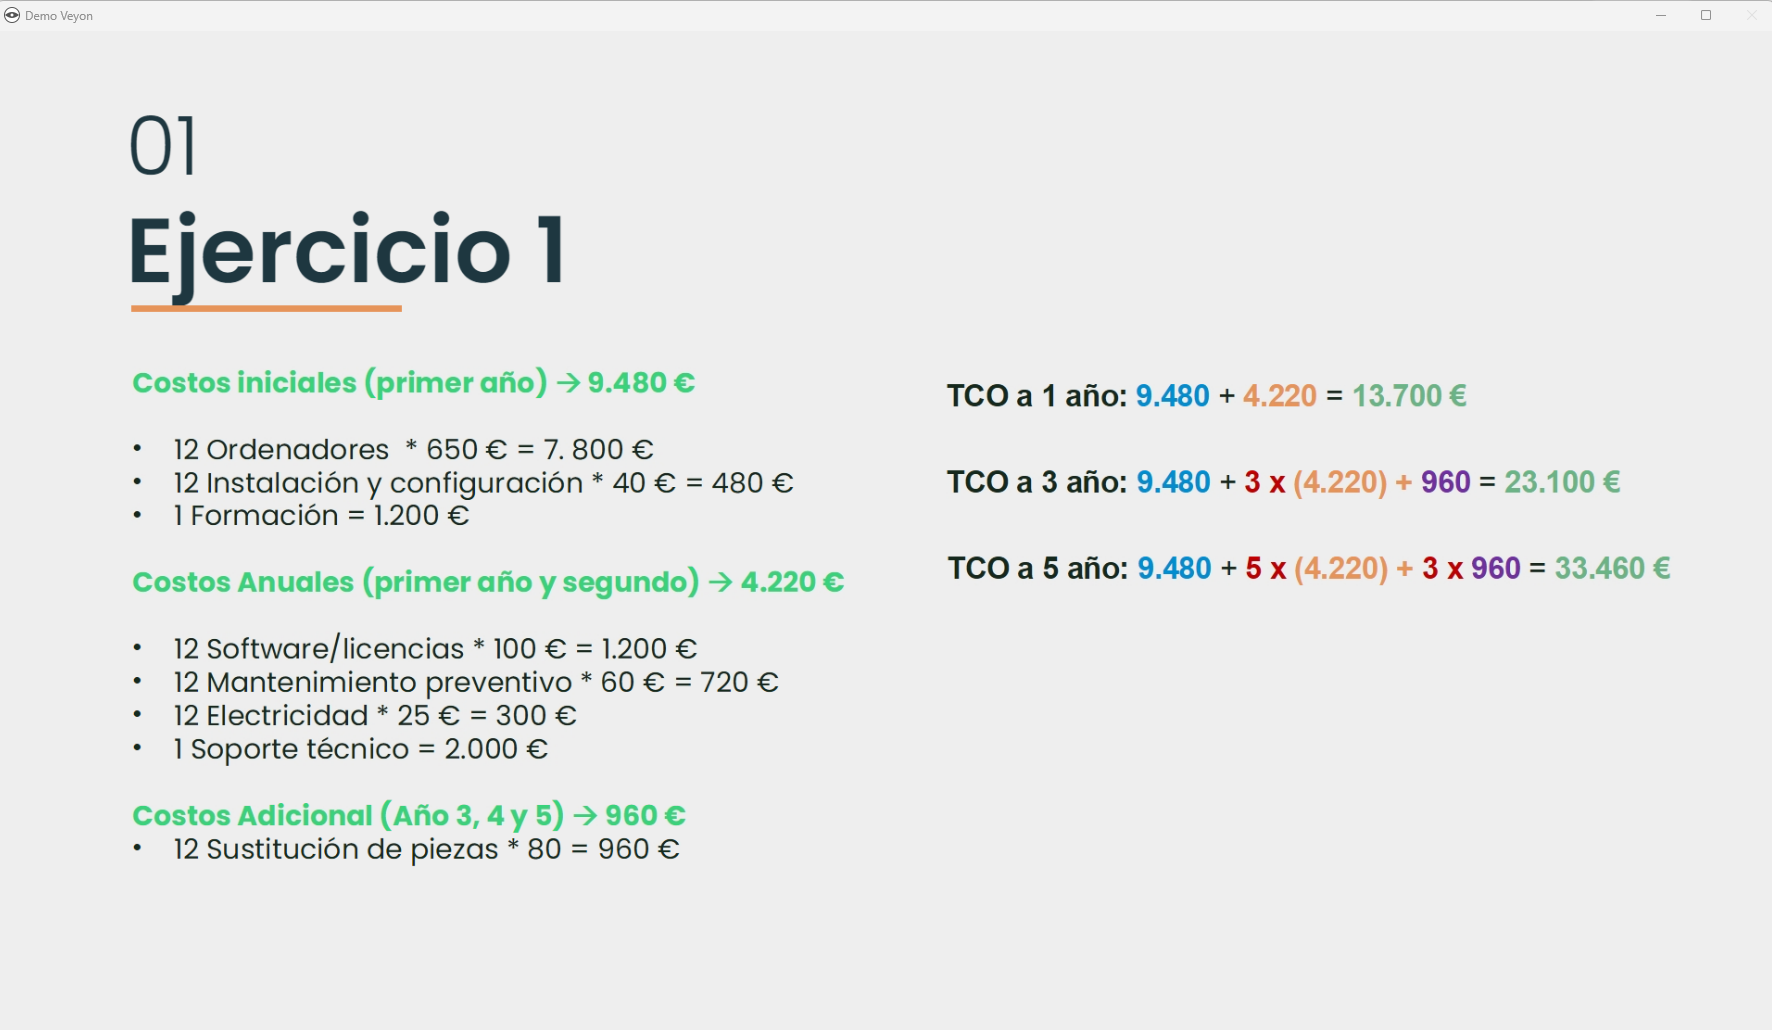 Demo Veyon
01
Ejercicio 1
Costos iniciales (primer año) → 9.480 €
• 12 Ordenadores * 650 € = 7. 800 €
• 12 Instalación y configuración * 40 € = 480 €
• 1 Formación = 1.200 €
Costos Anuales (primer año y segundo) → 4.220 €
• 12 Software/licencias * 100 € = 1.200 €
• 12 Mantenimiento preventivo * 60 € = 720 €
• 12 Electricidad * 25 € = 300 €
• 1 Soporte técnico = 2.000 €
Costos Adicional (Año 3, 4 y 5) → 960 €
• 12 Sustitución de piezas * 80 = 960 €
TCO a 1 año: 9.480 + 4.220 = 13.700 €
TCO a 3 año: 9.480 + 3 x (4.220) + 960 = 23.100 €
TCO a 5 año: 9.480 + 5 x (4.220) + 3 x 960 = 33.460 €